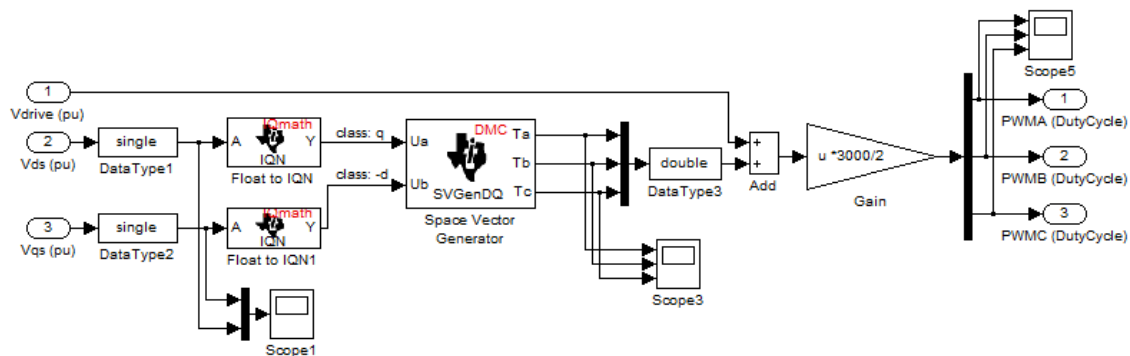 1
Vdrive (pu)
2
Vds (pu)
single
DataType1
A
IQmath
IQN
Y
Float to IQN
class: q
3
Vqs (pu)
single
DataType2
A
IQmath
IQN
Y
Float to IQN1
class: -d
Scope1
Ua
Ub
DMC
SVGenDQ
Ta
Tb
Tc
Space Vector
Generator
double
DataType3
Scope3
+
+
Add
u *3000/2
Gain
Scope5
1
PWMA (DutyCycle)
2
PWMB (DutyCycle)
3
PWMC (DutyCycle)